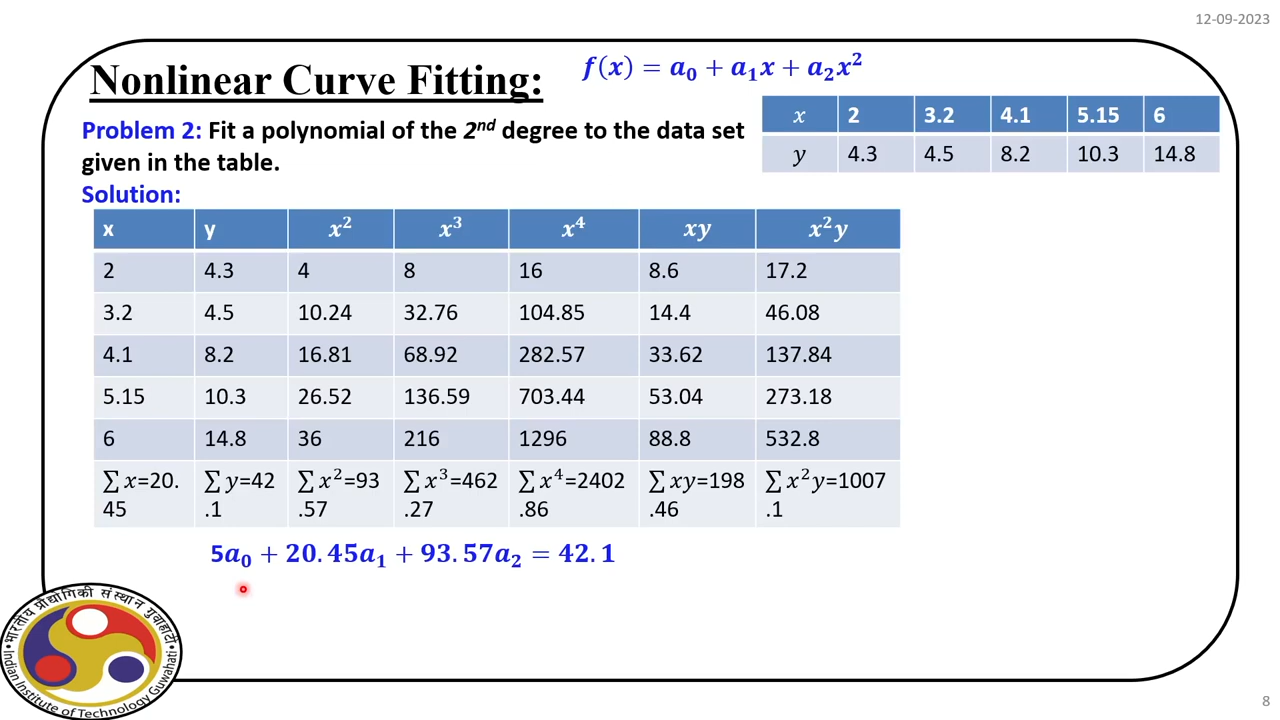 12-09-2023
Nonlinear Curve Fitting:
f(x) = a₀ + a₁x + a₂x²
Problem 2: Fit a polynomial of the 2nd degree to the data set
given in the table.
x 2 3.2 4.1 5.15 6
y 4.3 4.5 8.2 10.3 14.8
Solution:
x y x² x³ x⁴ xy x²y
2 4.3 4 8 16 8.6 17.2
3.2 4.5 10.24 32.76 104.85 14.4 46.08
4.1 8.2 16.81 68.92 282.57 33.62 137.84
5.15 10.3 26.52 136.59 703.44 53.04 273.18
6 14.8 36 216 1296 88.8 532.8
∑x=20. ∑y=42 ∑x²=93 ∑x³=462 ∑x⁴=2402 ∑xy=198 ∑x²y=1007
45 .1 .57 .27 .86 .46 .1
5a₀ + 20.45a₁ + 93.57a₂ = 42.1
भारतीय प्रौद्योगिकी संस्थान गुवाहाटी
Indian Institute of Technology Guwahati
8